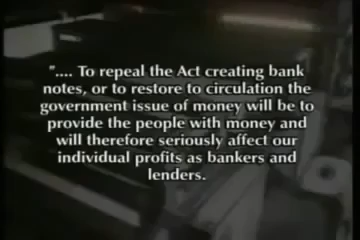 ".... To repeal the Act creating bank
notes, or to restore to circulation the
government issue of money will be to
provide the people with money and
will therefore seriously affect our
individual profits as bankers and
lenders.